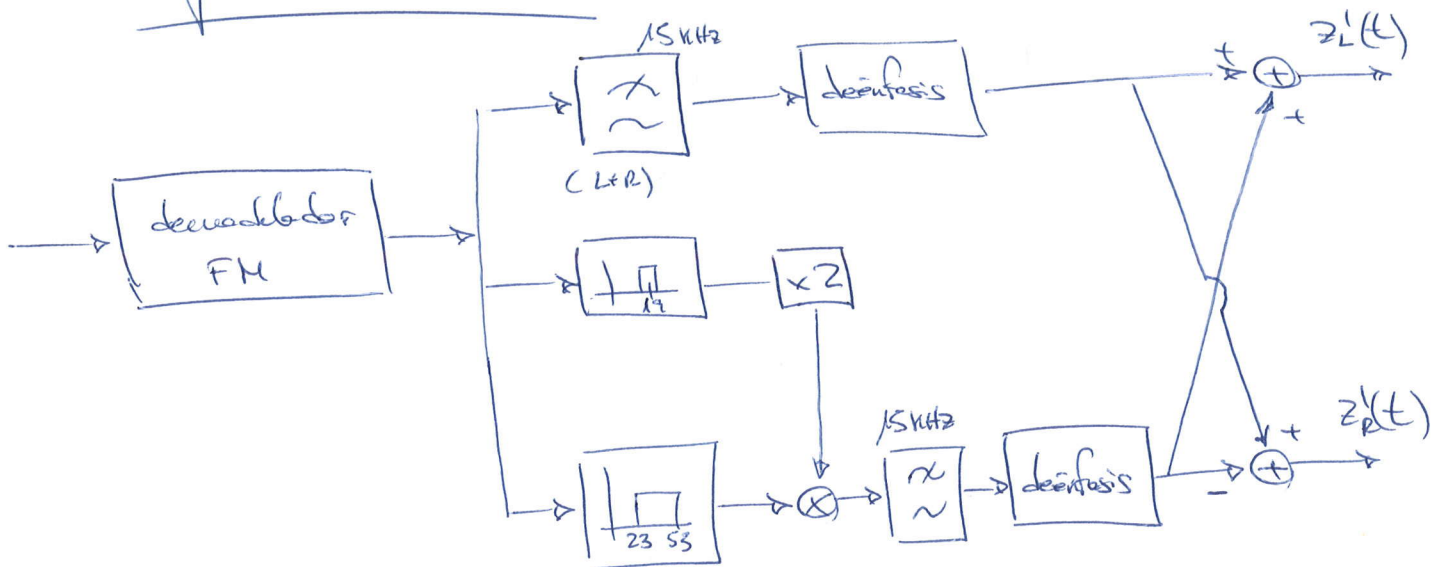 15 KHz
deénfasis
+
+
z'L(t)
+
(L+R)
demodulador
FM
19
x2
15 KHz
z'R(t)
+
deénfasis
+
-
x
23 53